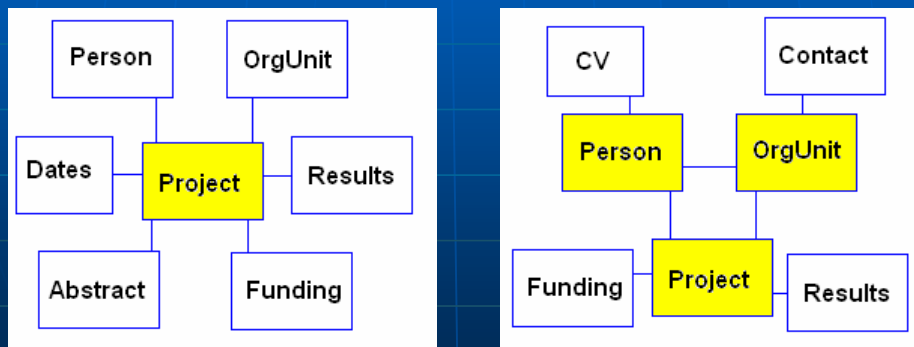 Person
OrgUnit
Dates
Project
Results
Abstract
Funding
CV
Contact
Person
OrgUnit
Funding
Project
Results